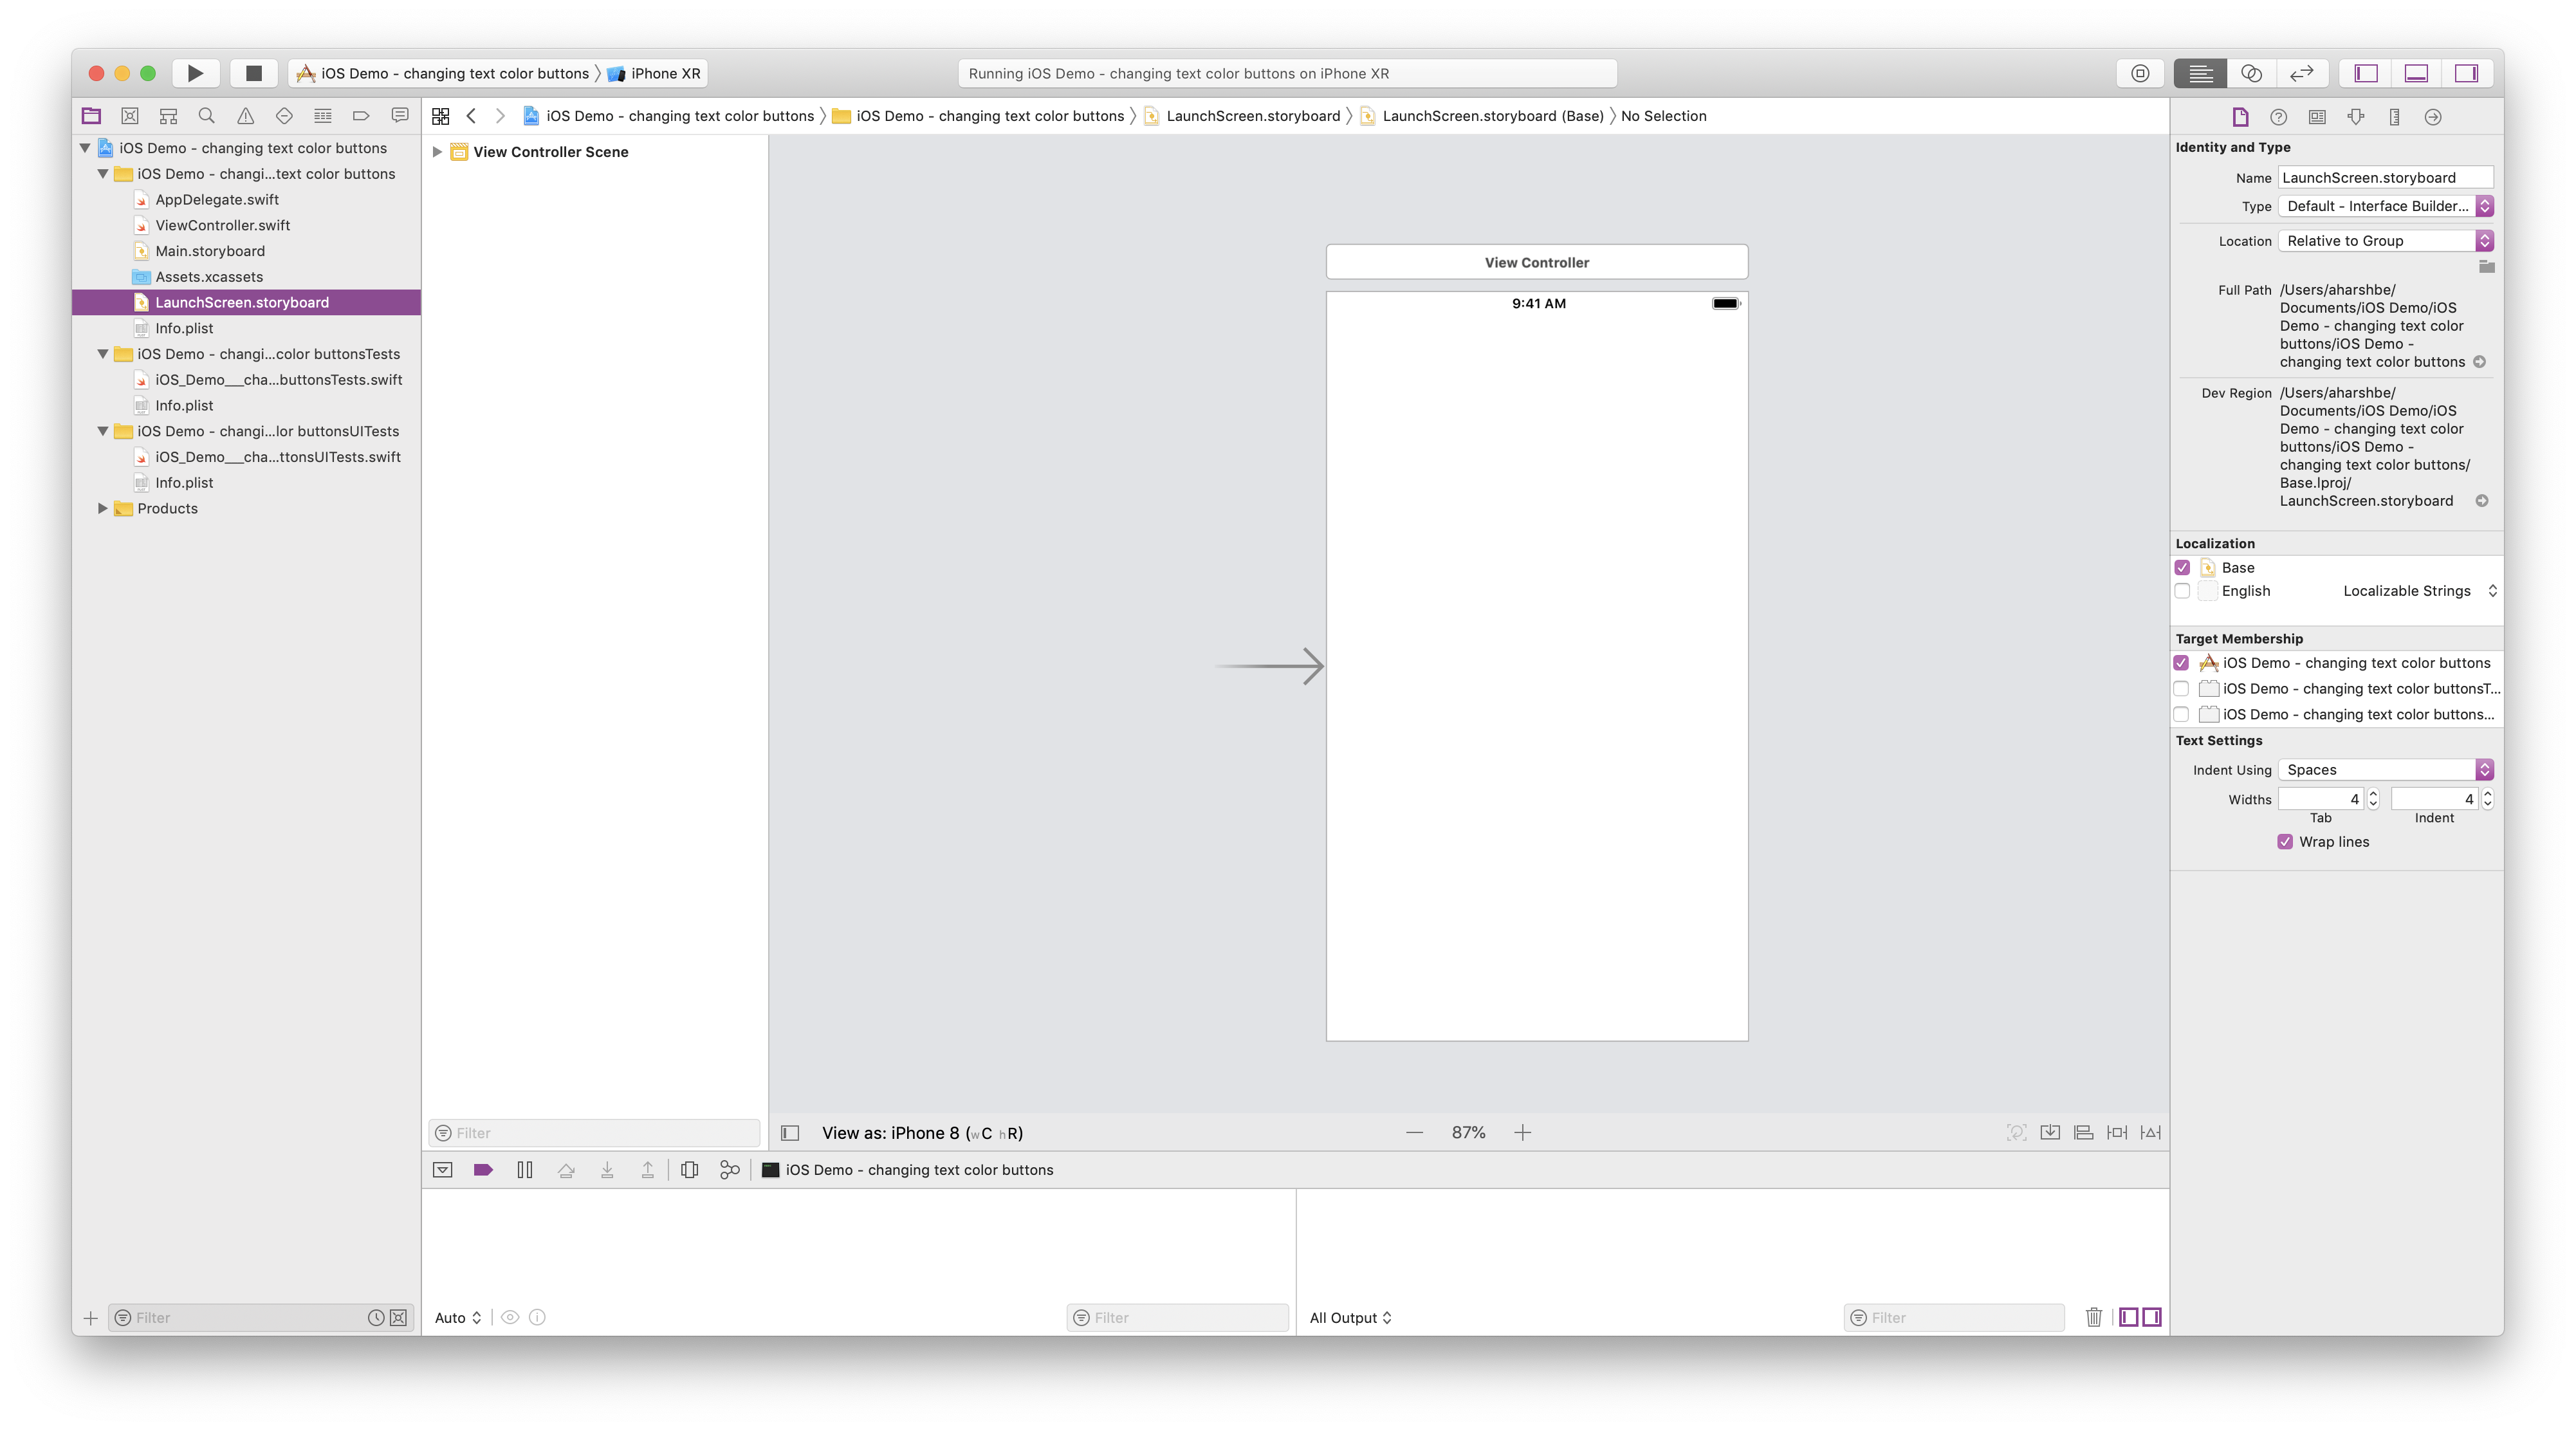 iOS Demo - changing text color buttons
iPhone XR
Running iOS Demo - changing text color buttons on iPhone XR
iOS Demo - changing text color buttons
iOS Demo - changing text color buttons
LaunchScreen.storyboard
LaunchScreen.storyboard (Base)
No Selection
iOS Demo - changing text color buttons
iOS Demo - changi...text color buttons
AppDelegate.swift
ViewController.swift
Main.storyboard
Assets.xcassets
LaunchScreen.storyboard
Info.plist
iOS Demo - changi...color buttonsTests
iOS_Demo___cha...buttonsTests.swift
Info.plist
iOS Demo - changi...lor buttonsUITests
iOS_Demo___cha...ttonsUITests.swift
Info.plist
Products
Filter
View Controller Scene
Filter
View Controller
9:41 AM
View as: iPhone 8 (wC hR)
87%
iOS Demo - changing text color buttons
Auto
Filter
All Output
Filter
Identity and Type
Name LaunchScreen.storyboard
Type Default - Interface Builder...
Location Relative to Group
Full Path /Users/aharshbe/
Documents/iOS Demo/iOS
Demo - changing text color
buttons/iOS Demo -
changing text color buttons
Dev Region /Users/aharshbe/
Documents/iOS Demo/iOS
Demo - changing text color
buttons/iOS Demo -
changing text color buttons/
Base.lproj/
LaunchScreen.storyboard
Localization
Base
English Localizable Strings
Target Membership
iOS Demo - changing text color buttons
iOS Demo - changing text color buttonsT...
iOS Demo - changing text color buttons...
Text Settings
Indent Using Spaces
Widths 4 4
Tab Indent
Wrap lines